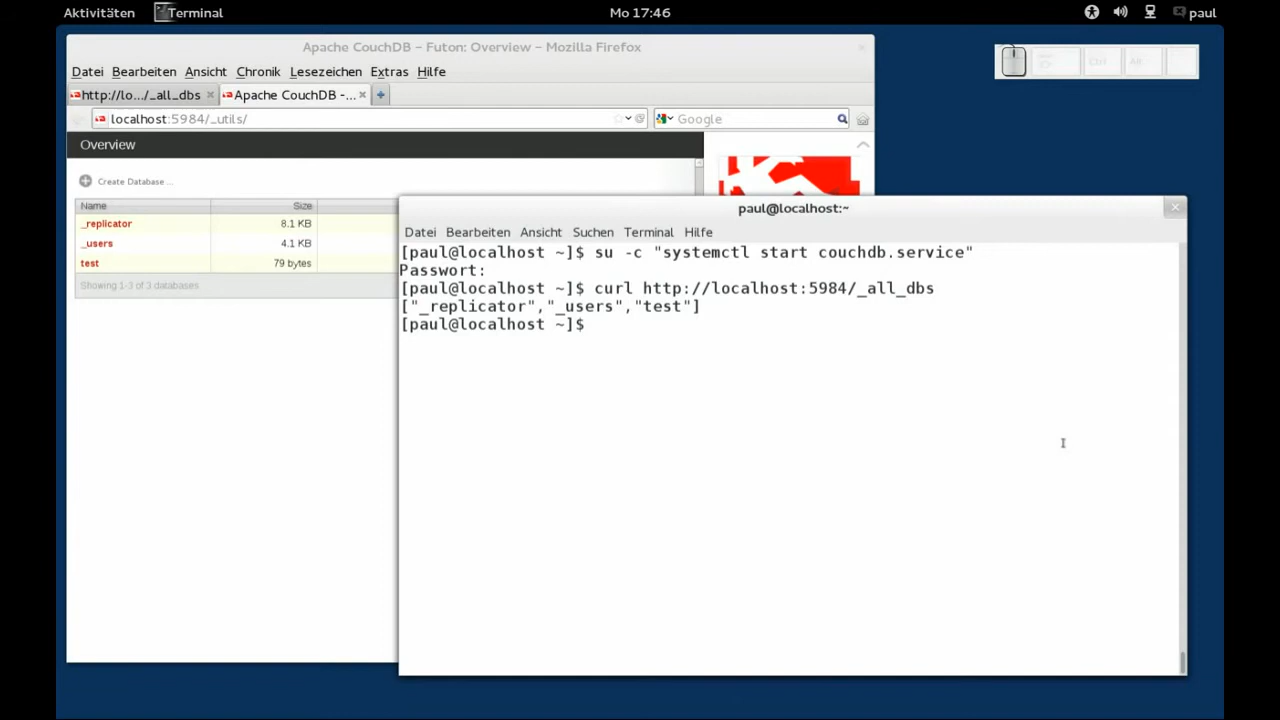 Aktivitäten Terminal Mo 17:46 paul
Apache CouchDB – Futon: Overview – Mozilla Firefox
Datei Bearbeiten Ansicht Chronik Lesezeichen Extras Hilfe
http://lo.../_all_dbs Apache CouchDB -...
localhost:5984/_utils/ Google
Overview
Create Database ...
Name Size
_replicator 8.1 KB
_users 4.1 KB
test 79 bytes
Showing 1-3 of 3 databases
paul@localhost:~
Datei Bearbeiten Ansicht Suchen Terminal Hilfe
[paul@localhost ~]$ su -c "systemctl start couchdb.service"
Passwort:
[paul@localhost ~]$ curl http://localhost:5984/_all_dbs
["_replicator","_users","test"]
[paul@localhost ~]$
Ctrl Alt